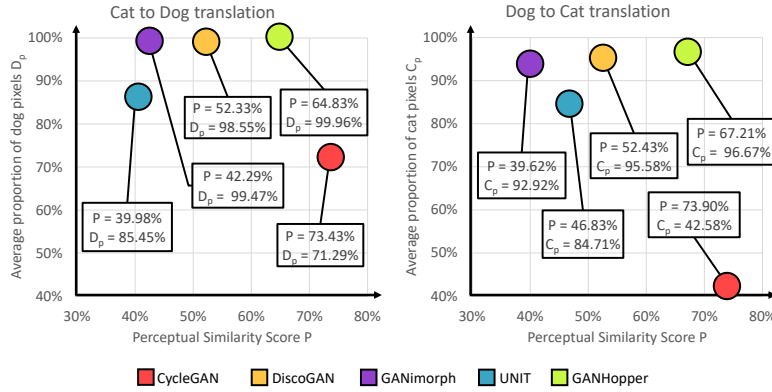 Cat to Dog translation
Average proportion of dog pixels Dp
100%
90%
80%
70%
60%
50%
40%
30%
40%
50%
60%
70%
80%
Perceptual Similarity Score P
P = 52.33%
Dp = 98.55%
P = 64.83%
Dp = 99.96%
P = 42.29%
Dp = 99.47%
P = 39.98%
Dp = 85.45%
P = 73.43%
Dp = 71.29%
Dog to Cat translation
Average proportion of cat pixels Cp
100%
90%
80%
70%
60%
50%
40%
30%
40%
50%
60%
70%
80%
Perceptual Similarity Score P
P = 67.21%
Cp = 96.67%
P = 52.43%
Cp = 95.58%
P = 39.62%
Cp = 92.92%
P = 73.90%
Cp = 42.58%
P = 46.83%
Cp = 84.71%
CycleGAN
DiscoGAN
GANimorph
UNIT
GANHopper